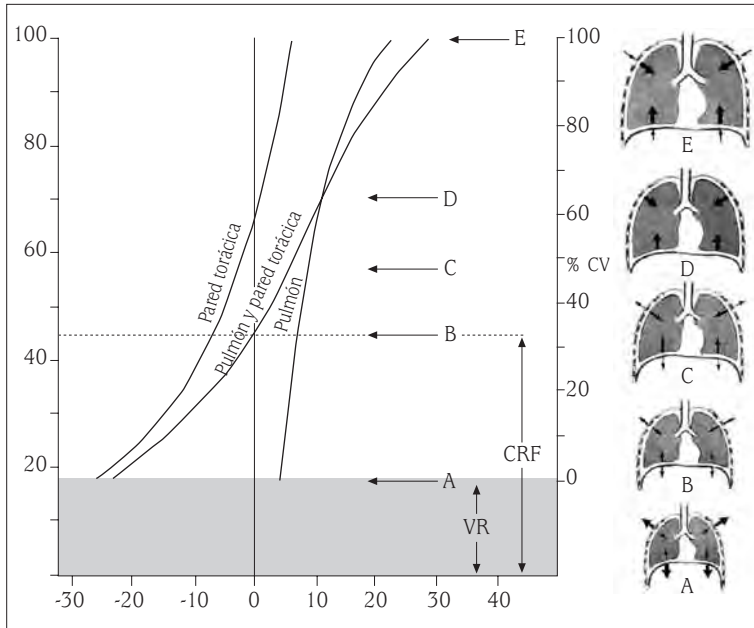 100
80
60
40
20
-30
-20
-10
0
10
20
30
40
100
80
60
% CV
40
20
0
Pared torácica
Pulmón y pared torácica
Pulmón
E
D
C
B
A
CRF
VR
E
D
C
B
A